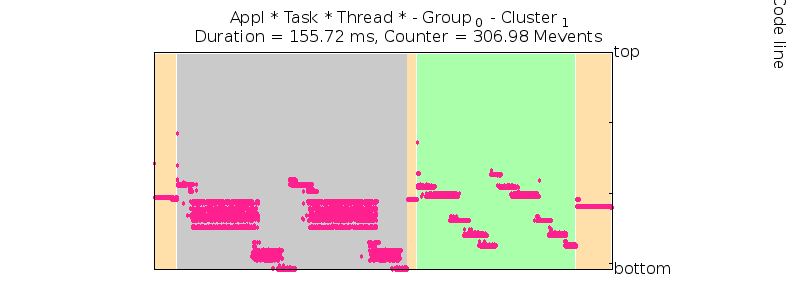 Appl * Task * Thread * - Group 0 - Cluster 1
Duration = 155.72 ms, Counter = 306.98 Mevents
top
bottom
Code line